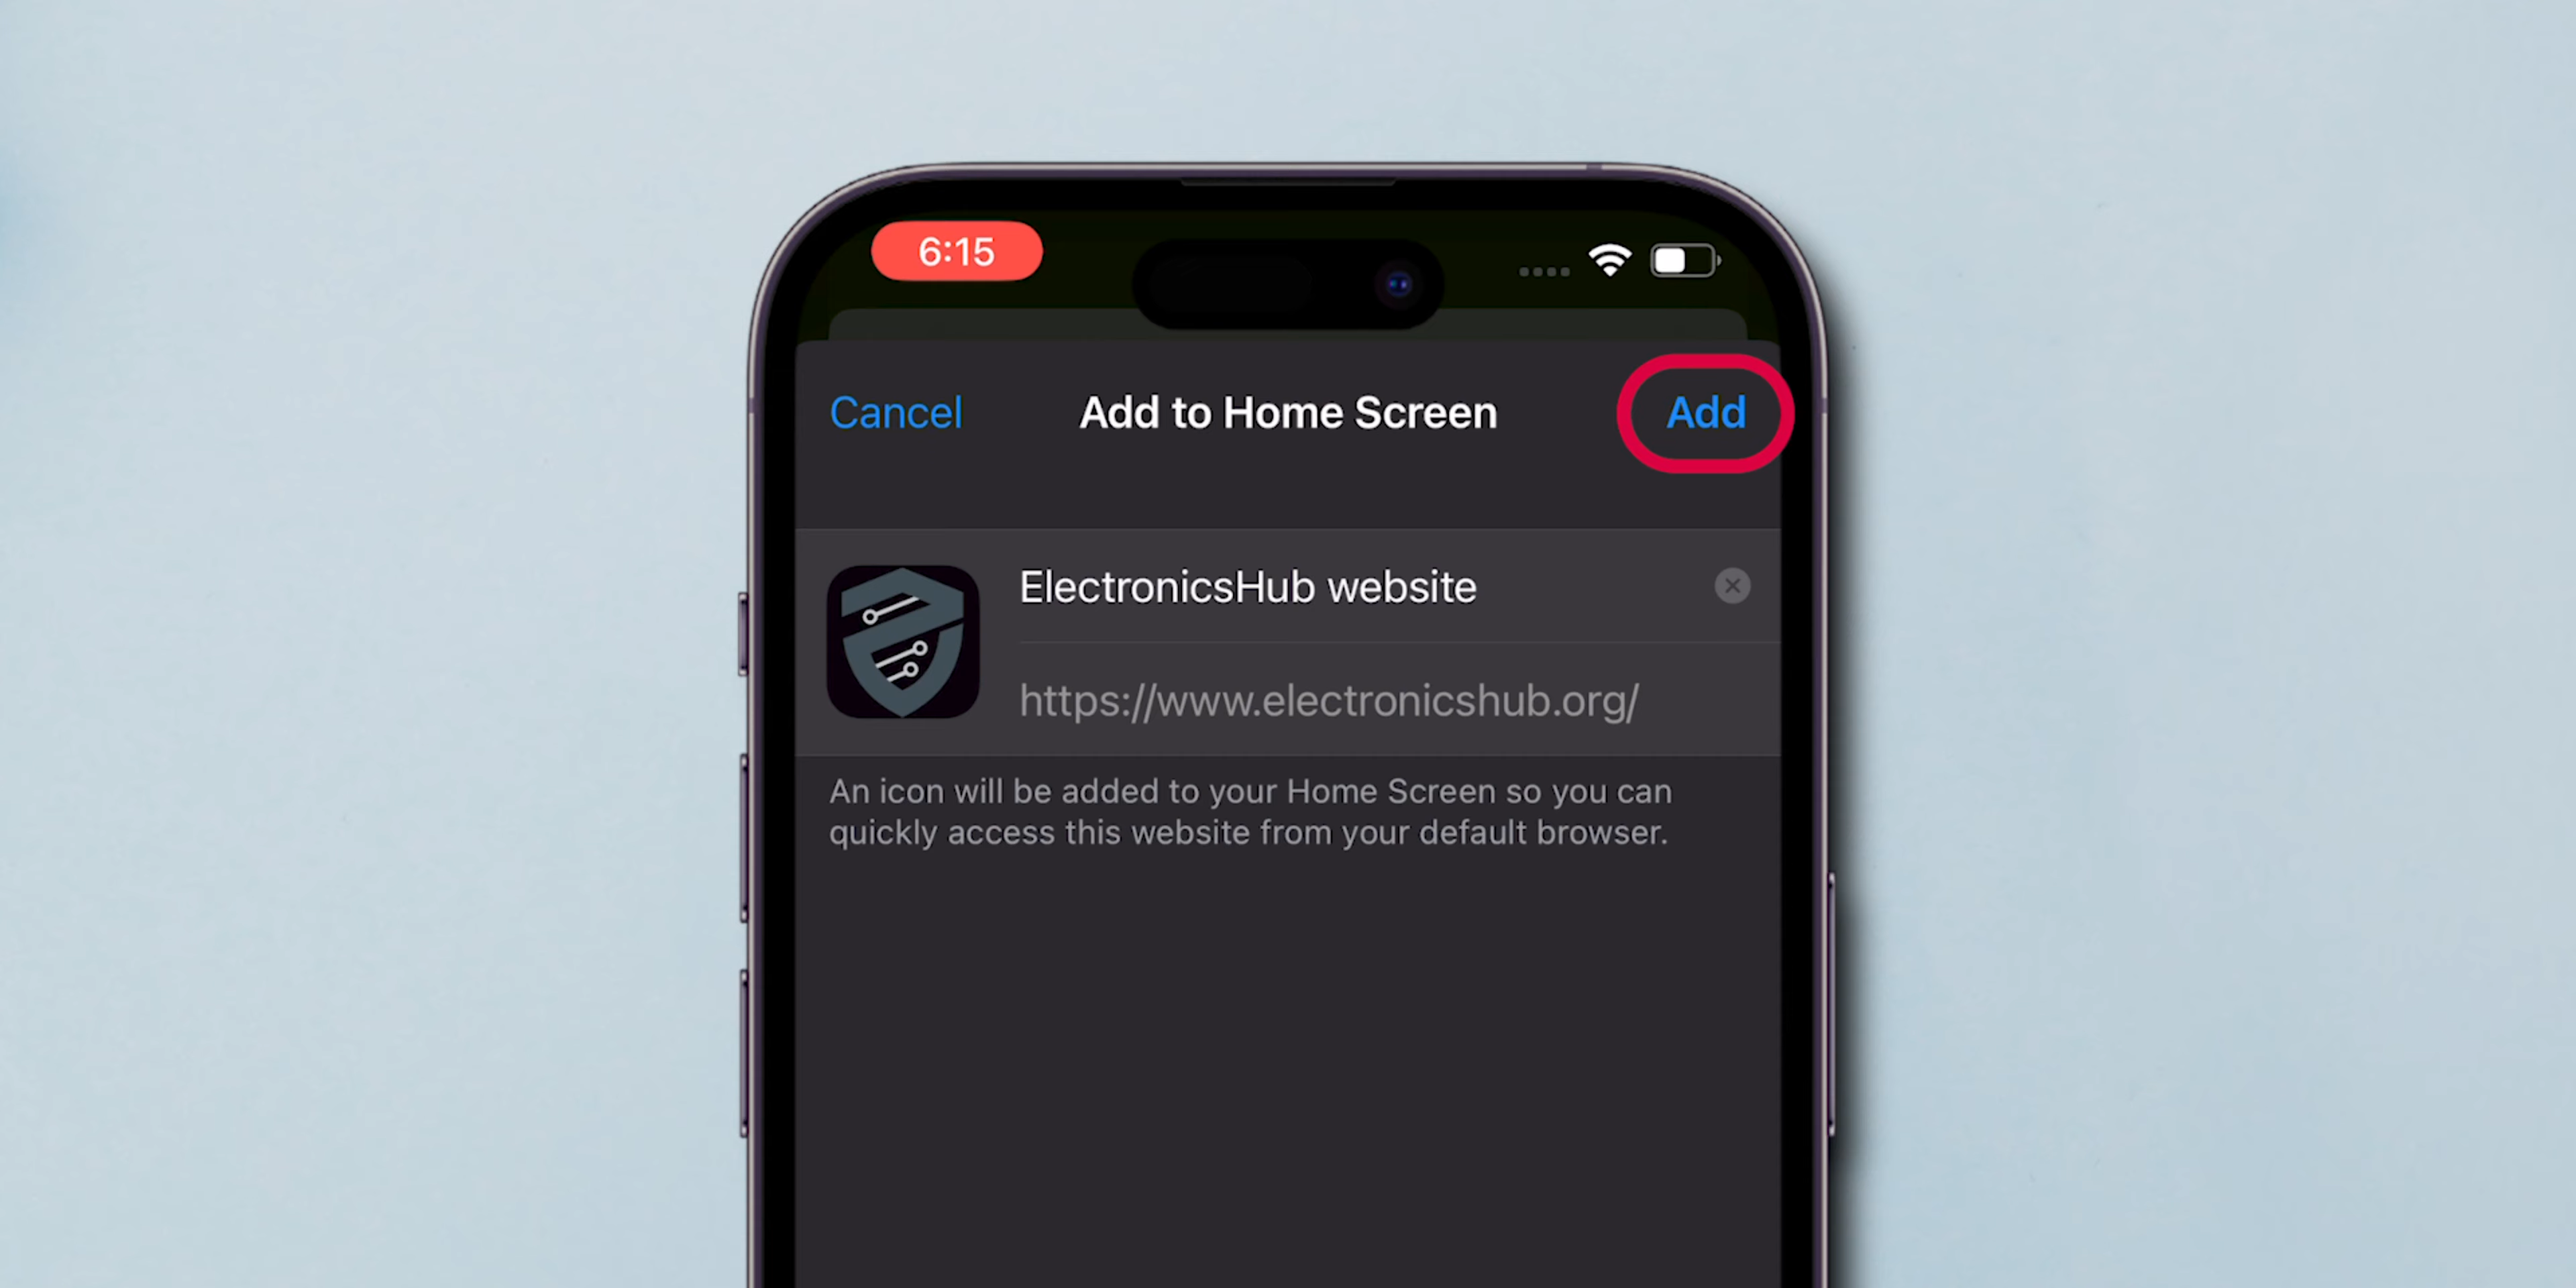 6:15
Cancel
Add to Home Screen
Add
ElectronicsHub website
https://www.electronicshub.org/
An icon will be added to your Home Screen so you can
quickly access this website from your default browser.